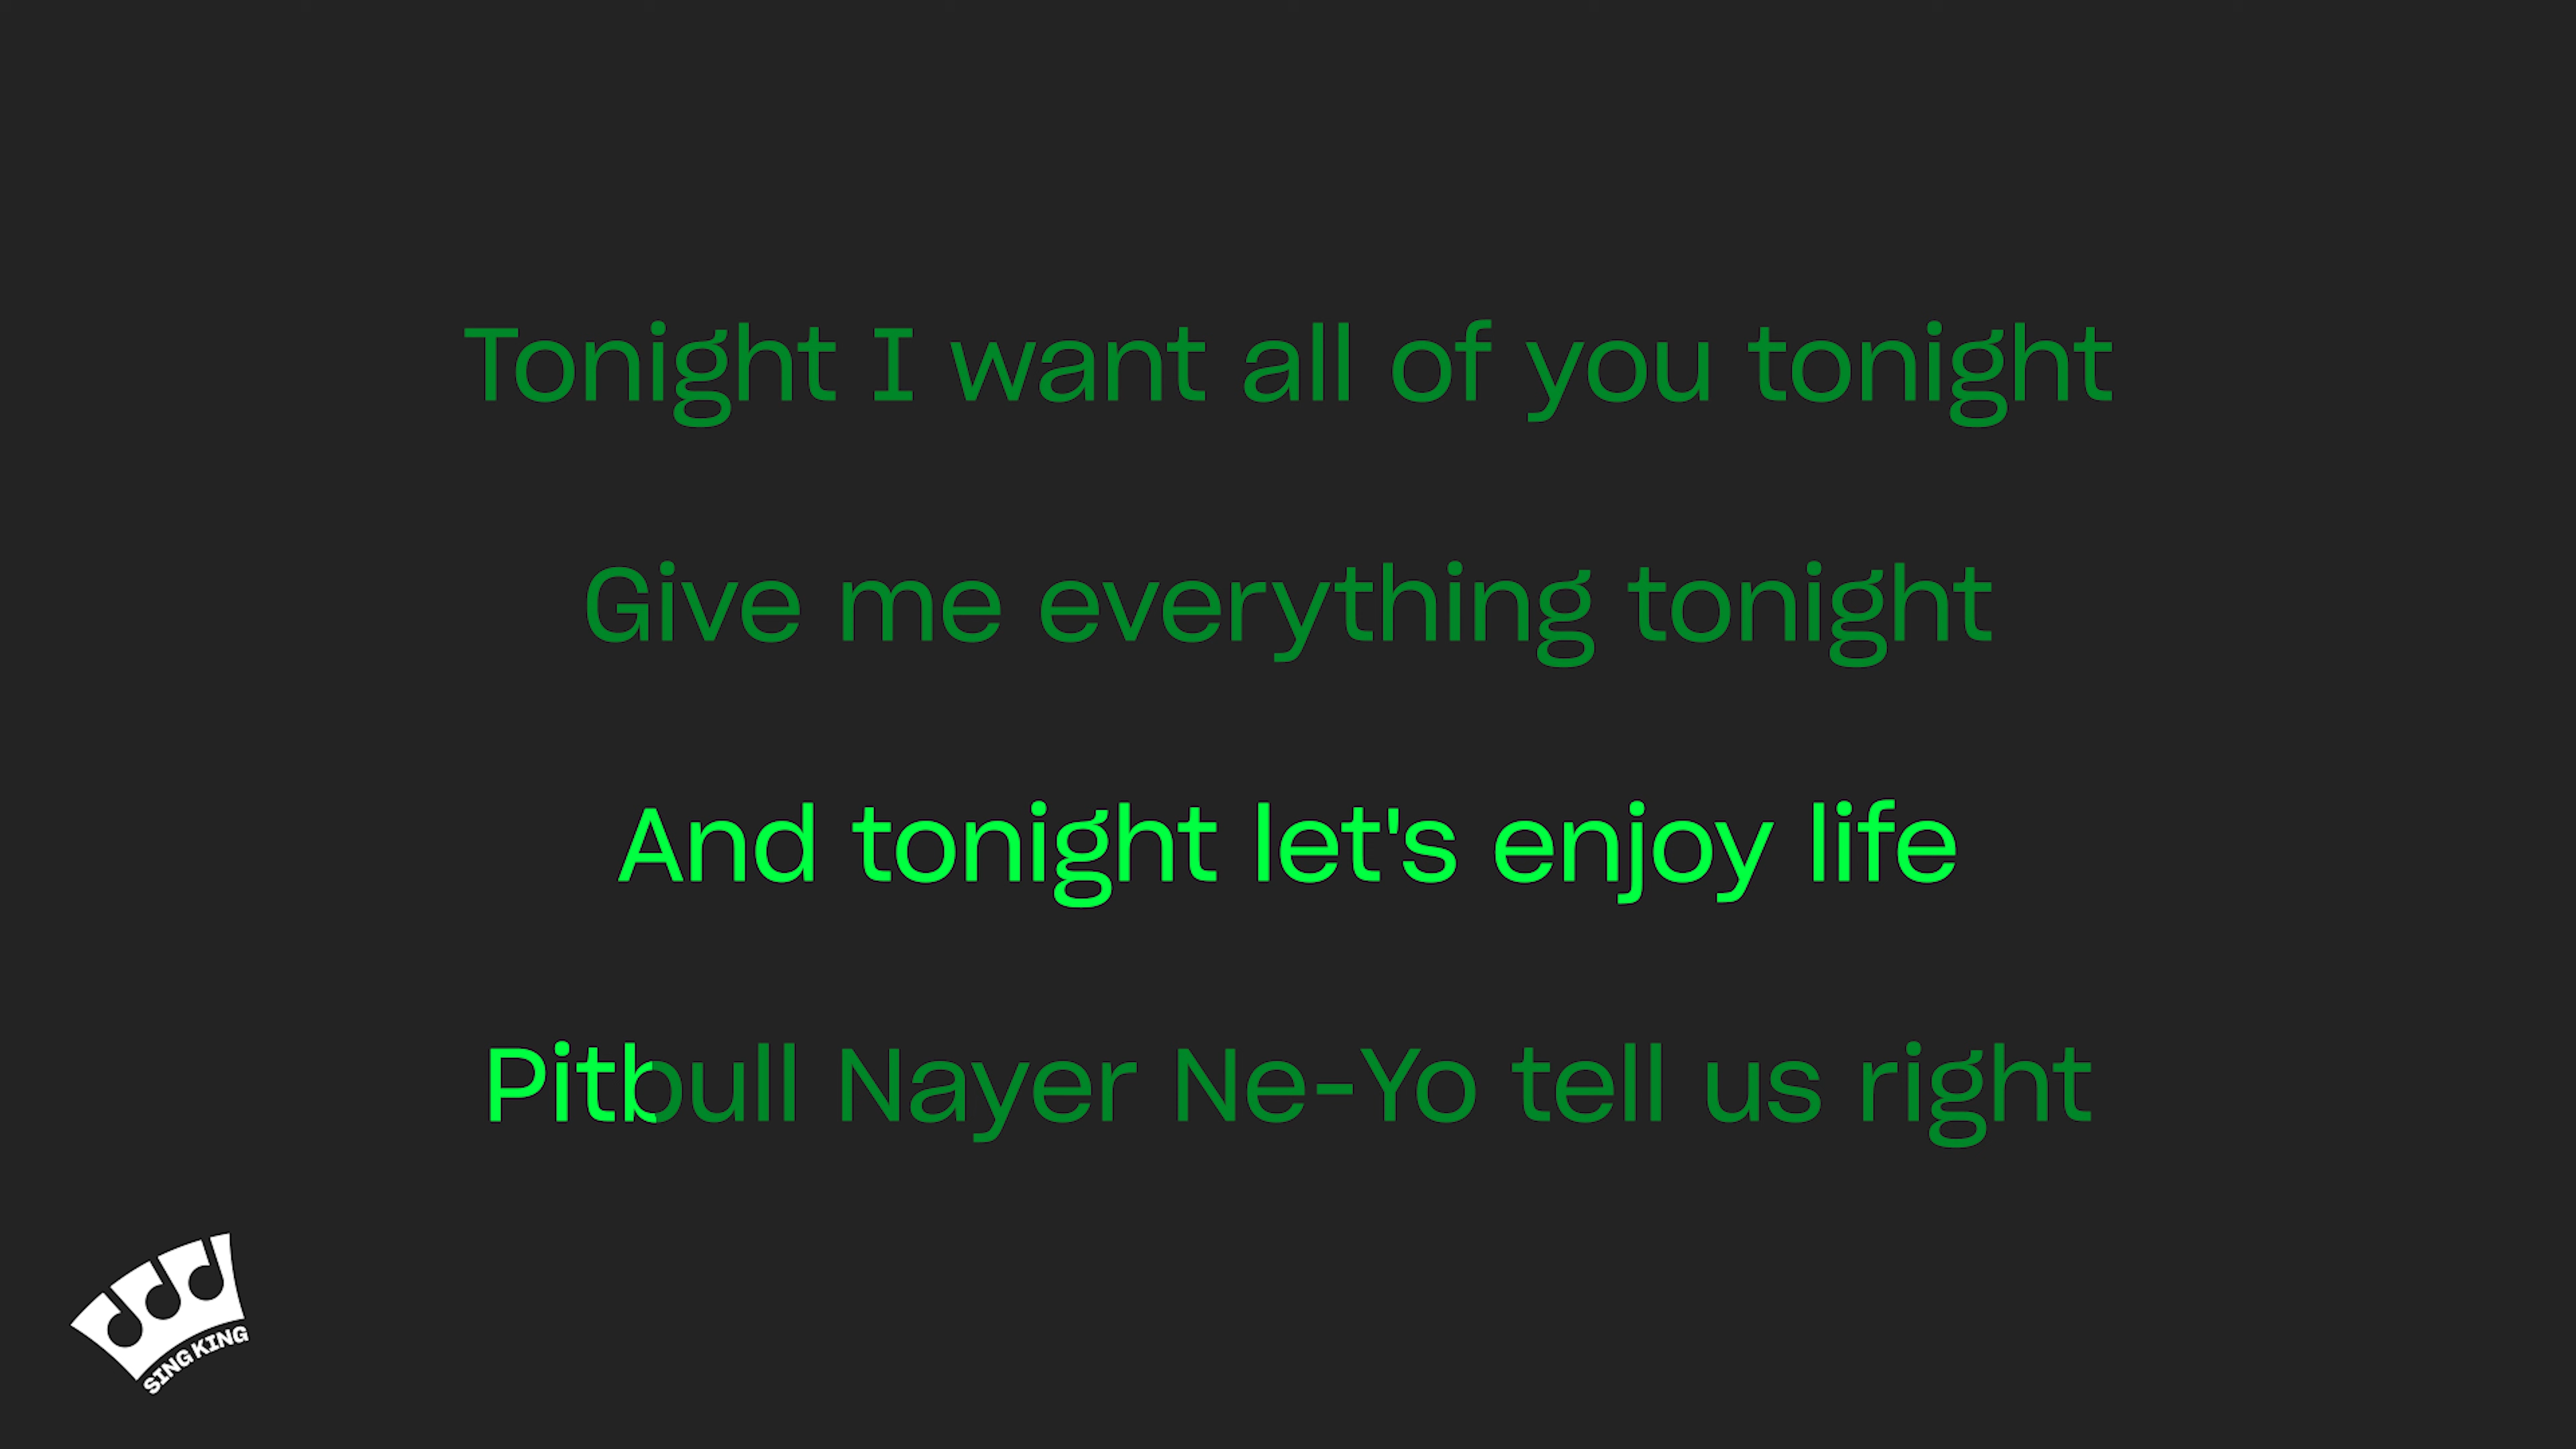 Tonight I want all of you tonight
Give me everything tonight
And tonight let's enjoy life
Pitbull Nayer Ne-Yo tell us right
SING KING